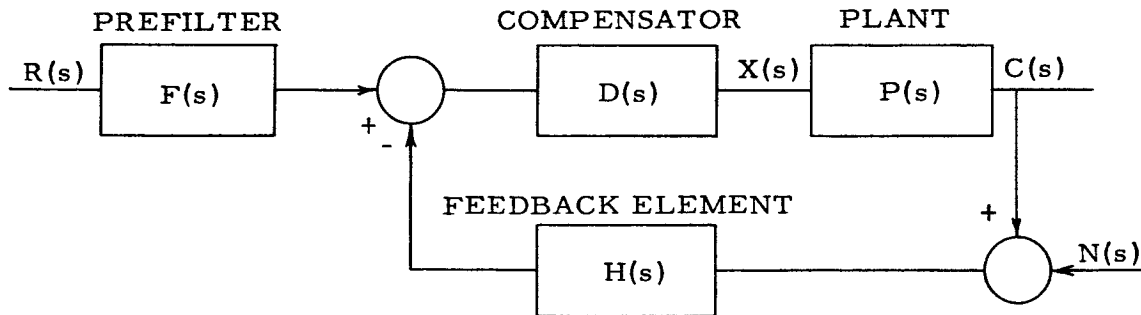 PREFILTER
COMPENSATOR
PLANT
R(s)
F(s)
D(s)
X(s)
P(s)
C(s)
+
-
FEEDBACK ELEMENT
H(s)
+
N(s)